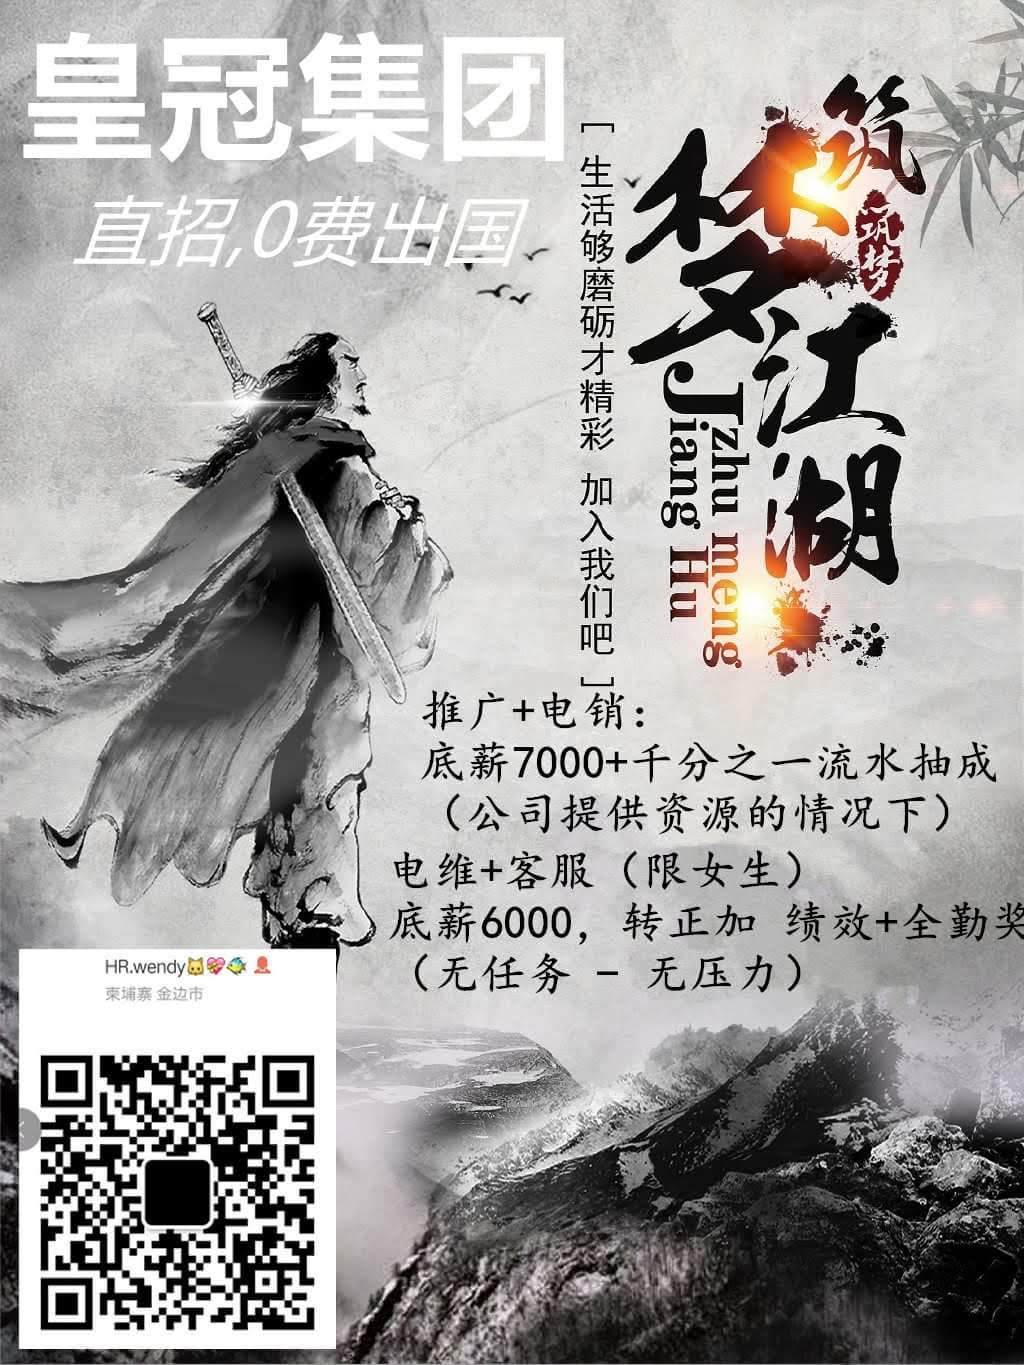 皇冠集团
直招,0费出国
[ 生活够磨砺才精彩 加入我们吧 ]
筑梦江湖
筑梦
Jzhu meng
Jiang Hu
推广+电销：
底薪7000+千分之一流水抽成
（公司提供资源的情况下）
电维+客服（限女生）
底薪6000，转正加 绩效+全勤奖
（无任务 - 无压力）
HR.wendy🐱💝🐠
柬埔寨 金边市